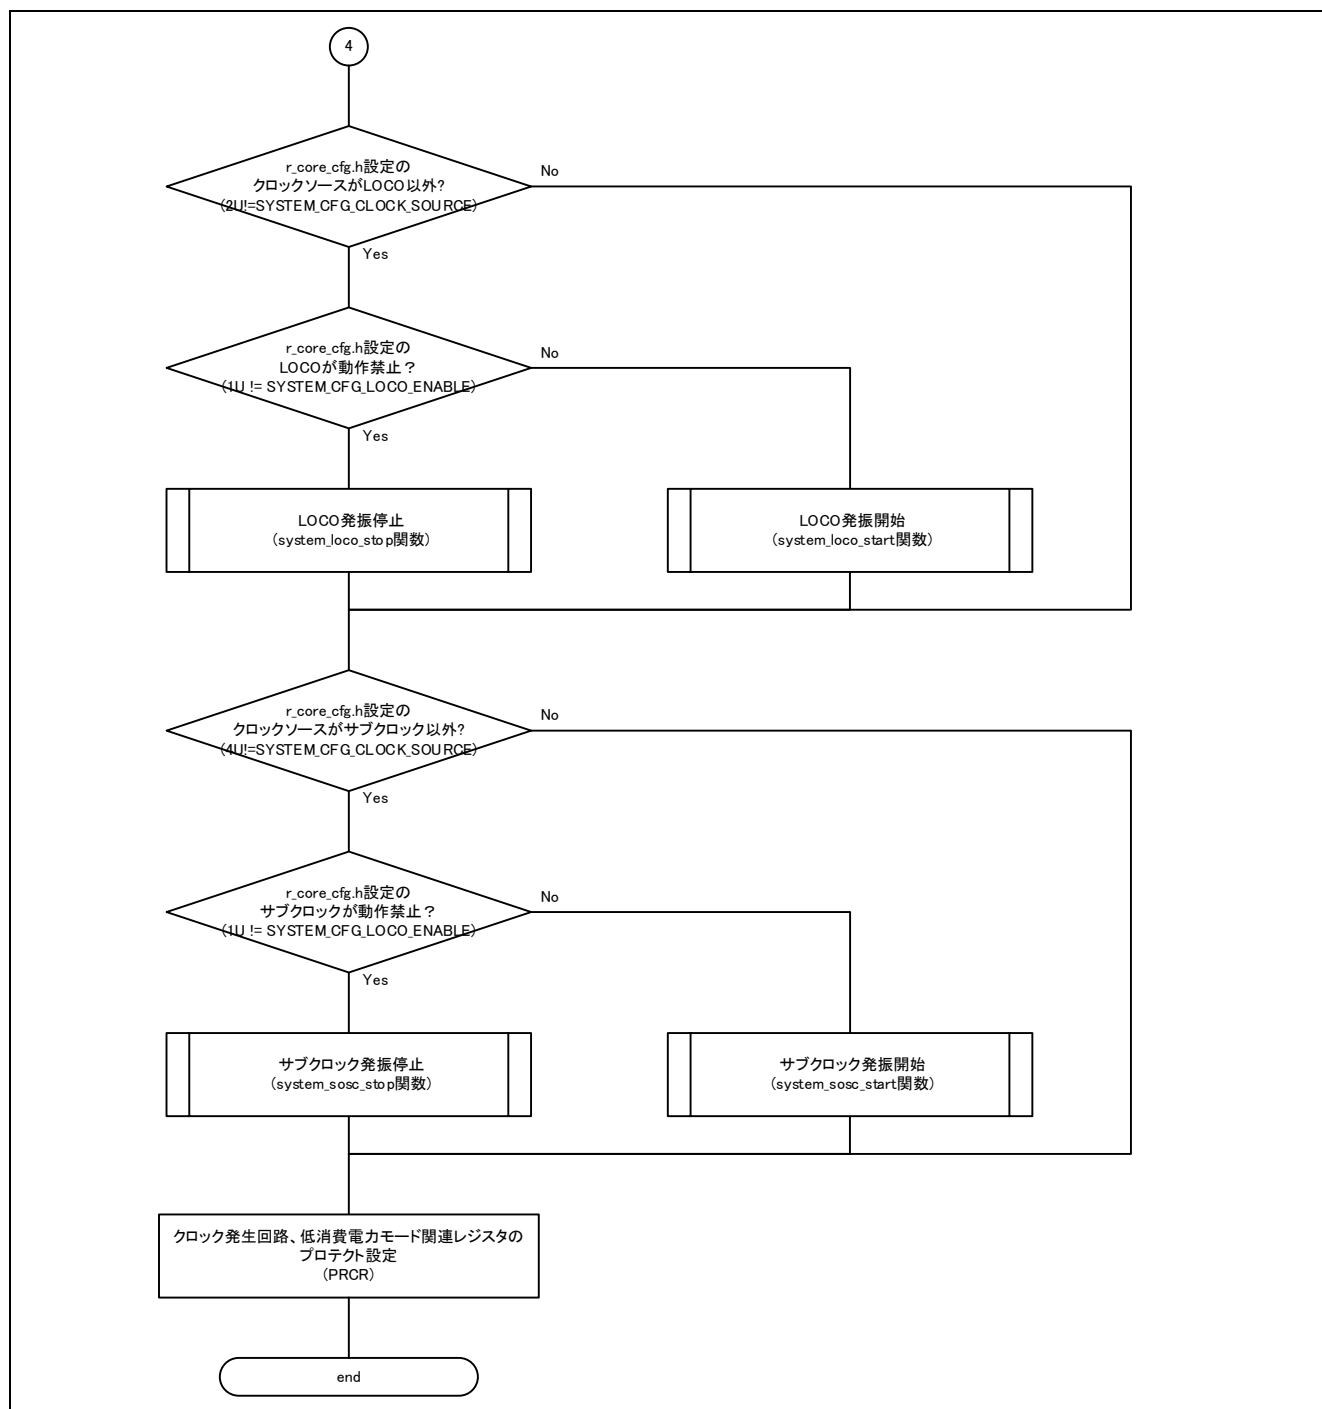 4
r_core_cfg.h設定の
クロックソースがLOCO以外?
(2U!=SYSTEM_CFG_CLOCK_SOURCE)
No
Yes
r_core_cfg.h設定の
LOCOが動作禁止？
(1U != SYSTEM_CFG_LOCO_ENABLE)
No
Yes
LOCO発振停止
(system_loco_stop関数)
LOCO発振開始
(system_loco_start関数)
r_core_cfg.h設定の
クロックソースがサブクロック以外?
(4U!=SYSTEM_CFG_CLOCK_SOURCE)
No
Yes
r_core_cfg.h設定の
サブクロックが動作禁止？
(1U != SYSTEM_CFG_LOCO_ENABLE)
No
Yes
サブクロック発振停止
(system_sosc_stop関数)
サブクロック発振開始
(system_sosc_start関数)
クロック発生回路、低消費電力モード関連レジスタの
プロテクト設定
(PRCR)
end